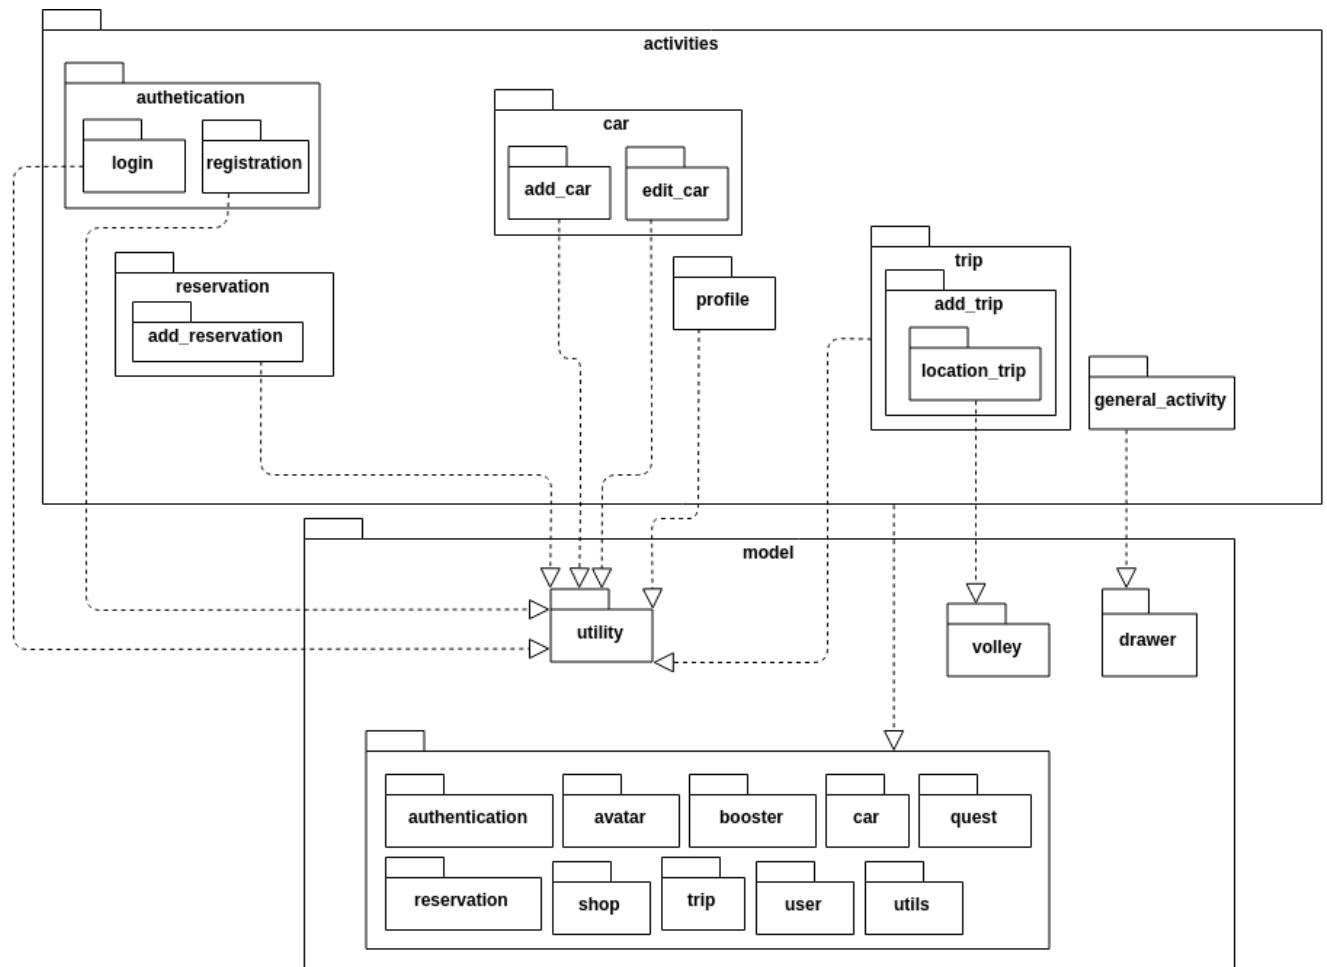 activities
authetication
login
registration
car
add_car
edit_car
reservation
add_reservation
profile
trip
add_trip
location_trip
general_activity
model
utility
volley
drawer
authentication
avatar
booster
car
quest
reservation
shop
trip
user
utils